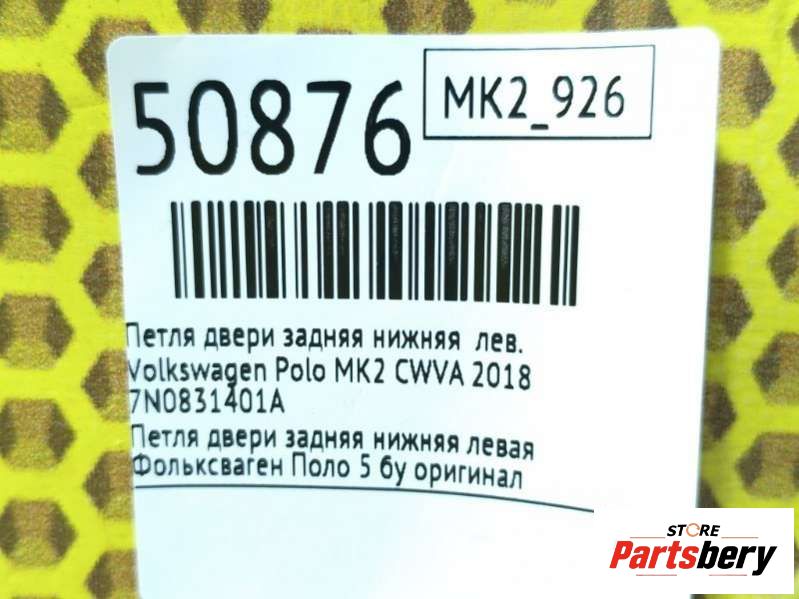 50876
MK2_926
Петля двери задняя нижняя лев.
Volkswagen Polo MK2 CWVA 2018
7N0831401A
Петля двери задняя нижняя левая
Фольксваген Поло 5 бу оригинал
STORE
Partsbery